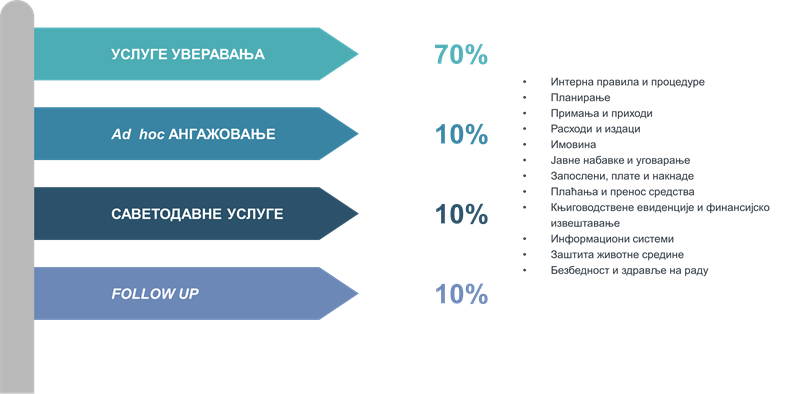 УСЛУГЕ УВЕРАВАЊА
70%
Ad hoc АНГАЖОВАЊЕ
10%
САВЕТОДАВНЕ УСЛУГЕ
10%
FOLLOW UP
10%
• Интерна правила и процедуре
• Планирање
• Примања и приходи
• Расходи и издаци
• Имовина
• Јавне набавке и уговарање
• Запослени, плате и накнаде
• Плаћања и пренос средства
• Књиговодствене евиденције и финансијско
извештавање
• Информациони системи
• Заштита животне средине
• Безбедност и здравље на раду